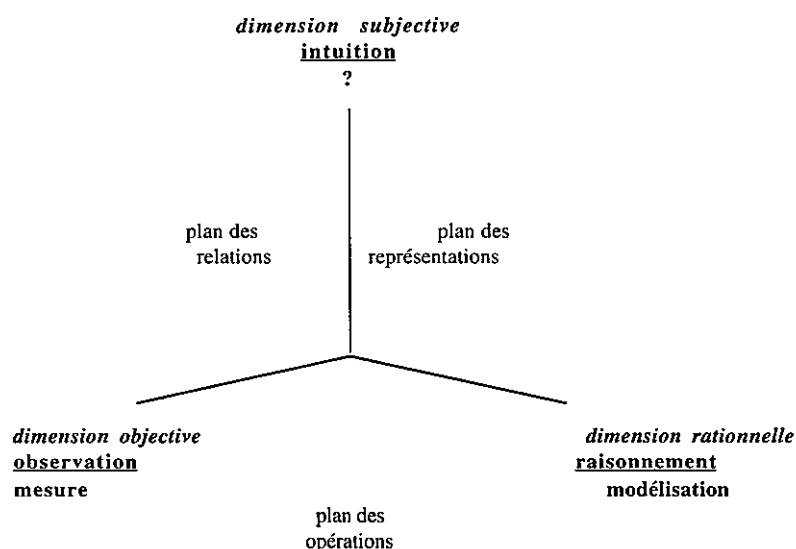 dimension subjective
intuition
?
plan des
relations
plan des
représentations
dimension objective
observation
mesure
dimension rationnelle
raisonnement
modélisation
plan des
opérations